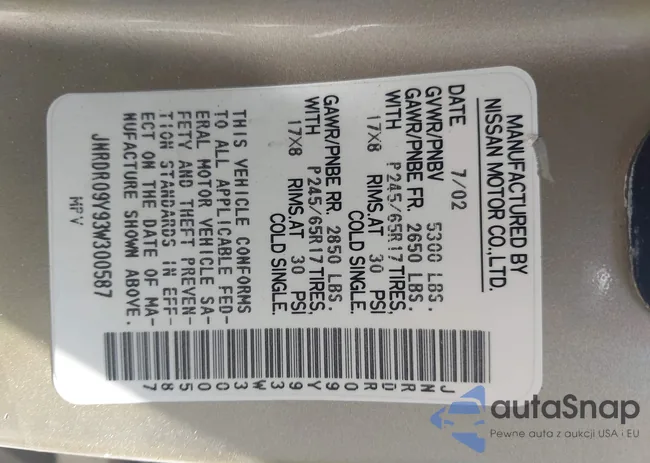 MANUFACTURED BY
NISSAN MOTOR CO.,LTD.
DATE 7/02
GVWR/PNBV 5300 LBS.
GAWR/PNBE FR. 2650 LBS.
WITH P245/65R17 TIRES,
17X8 RIMS.AT 30 PSI
COLD SINGLE.
GAWR/PNBE RR. 2850 LBS.
WITH P245/65R17 TIRES,
17X8 RIMS.AT 30 PSI
COLD SINGLE.
THIS VEHICLE CONFORMS
TO ALL APPLICABLE FED-
ERAL MOTOR VEHICLE SA-
FETY AND THEFT PREVEN-
TION STANDARDS IN EFF-
ECT ON THE DATE OF MA-
NUFACTURE SHOWN ABOVE.
JNRDR09Y93W300587
MPV
JNRDR09Y93W300587
autaSnap
Pewne auta z aukcji USA i EU